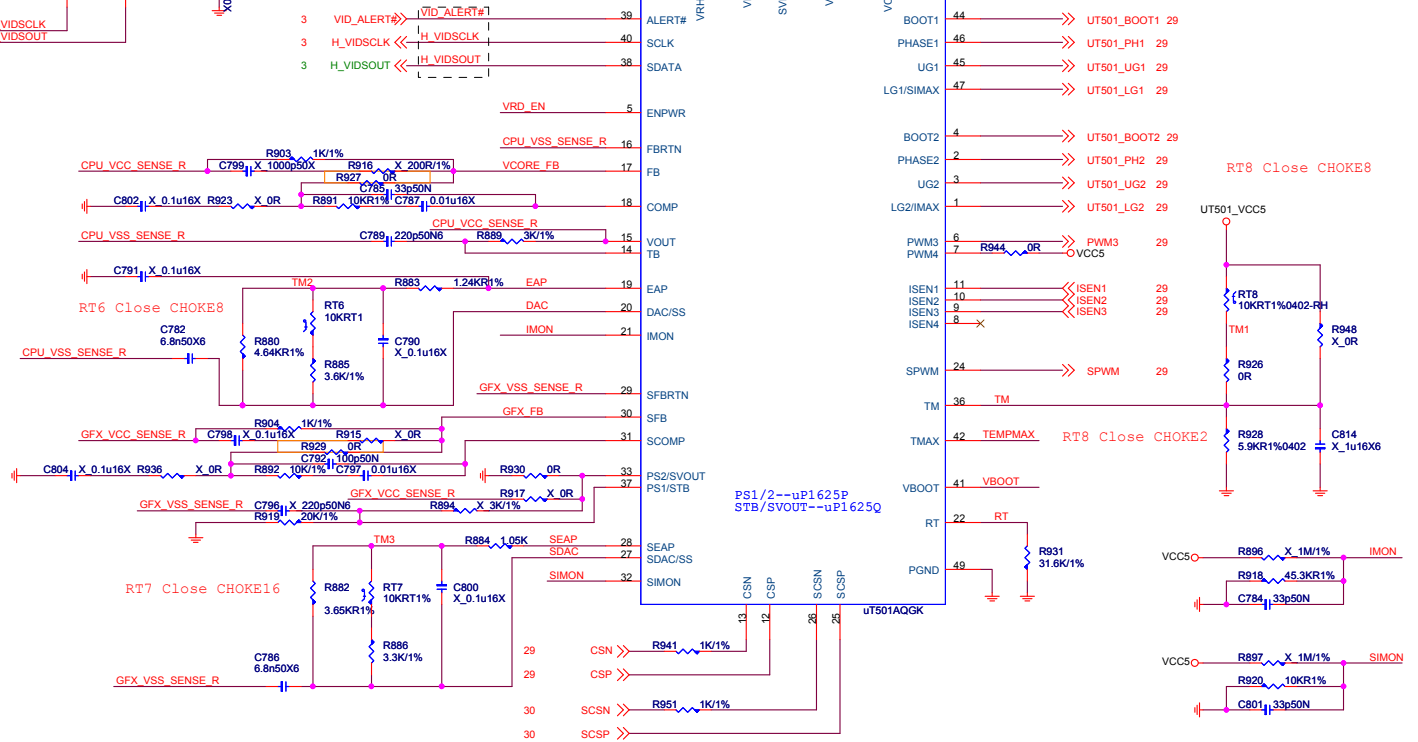 VIDSCLK
VIDSOUT
3 VID_ALERT# VID_ALERT# 39 ALERT#
3 H_VIDSCLK H_VIDSCLK 40 SCLK
3 H_VIDSOUT H_VIDSOUT 38 SDATA
VRD_EN 5 ENPWR
CPU_VSS_SENSE_R 16 FBRTN
R903 1K/1%
CPU_VCC_SENSE_R C799 X_1000p50X R916 X_200R/1% VCORE_FB 17 FB
R927 0R
C785 33p50N
C802 X_0.1u16X R923 X_0R R891 10KR1% C787 0.01u16X 18 COMP
CPU_VCC_SENSE_R
CPU_VSS_SENSE_R C789 220p50N6 R889 3K/1% 15 VOUT
14 TB
C791 X_0.1u16X
TM2 R883 1.24KR1% EAP 19 EAP
RT6 Close CHOKE8
RT6
10KRT1
DAC 20 DAC/SS
C782
6.8n50X6
IMON 21 IMON
R880
4.64KR1%
C790
X_0.1u16X
CPU_VSS_SENSE_R
R885
3.6K/1%
GFX_VSS_SENSE_R 29 SFBRTN
GFX_FB 30 SFB
R904 1K/1%
GFX_VCC_SENSE_R C798 X_0.1u16X R915 X_0R 31 SCOMP
R929 0R
C792 100p50N
C804 X_0.1u16X R936 X_0R R892 10K/1% C797 0.01u16X R930 0R 33 PS2/SVOUT
37 PS1/STB
GFX_VCC_SENSE_R R917 X_0R
GFX_VSS_SENSE_R C796 X_220p50N6 R894 X_3K/1%
R919 20K/1%
TM3 R884 1.05K SEAP 28 SEAP
SDAC 27 SDAC/SS
SIMON 32 SIMON
RT7 Close CHOKE16
R882
3.65KR1%
RT7
10KRT1%
C800
X_0.1u16X
R886
3.3K/1%
C786
6.8n50X6
GFX_VSS_SENSE_R
BOOT1 44 UT501_BOOT1 29
PHASE1 46 UT501_PH1 29
UG1 45 UT501_UG1 29
LG1/SIMAX 47 UT501_LG1 29
BOOT2 4 UT501_BOOT2 29
PHASE2 2 UT501_PH2 29
UG2 3 UT501_UG2 29
LG2/IMAX 1 UT501_LG2 29
PWM3 6 PWM3 29
PWM4 7 R944 0R VCC5
ISEN1 11 ISEN1 29
ISEN2 10 ISEN2 29
ISEN3 9 ISEN3 29
ISEN4 8
SPWM 24 SPWM 29
TM 36 TM
TMAX 42 TEMPMAX
VBOOT 41 VBOOT
RT 22 RT
R931
31.6K/1%
PGND 49
uT501AQGK
PS1/2--uP1625P
STB/SVOUT--uP1625Q
CSN CSP SCSN SCSP
13 12 26 25
29 CSN R941 1K/1%
29 CSP
30 SCSN R951 1K/1%
30 SCSP
RT8 Close CHOKE8
UT501_VCC5
RT8
10KRT1%0402-RH
TM1
R948
X_0R
R926
0R
RT8 Close CHOKE2
R928
5.9KR1%0402
C814
X_1u16X6
VCC5 R896 X_1M/1% IMON
R918 45.3KR1%
C784 33p50N
VCC5 R897 X_1M/1% SIMON
R920 10KR1%
C801 33p50N